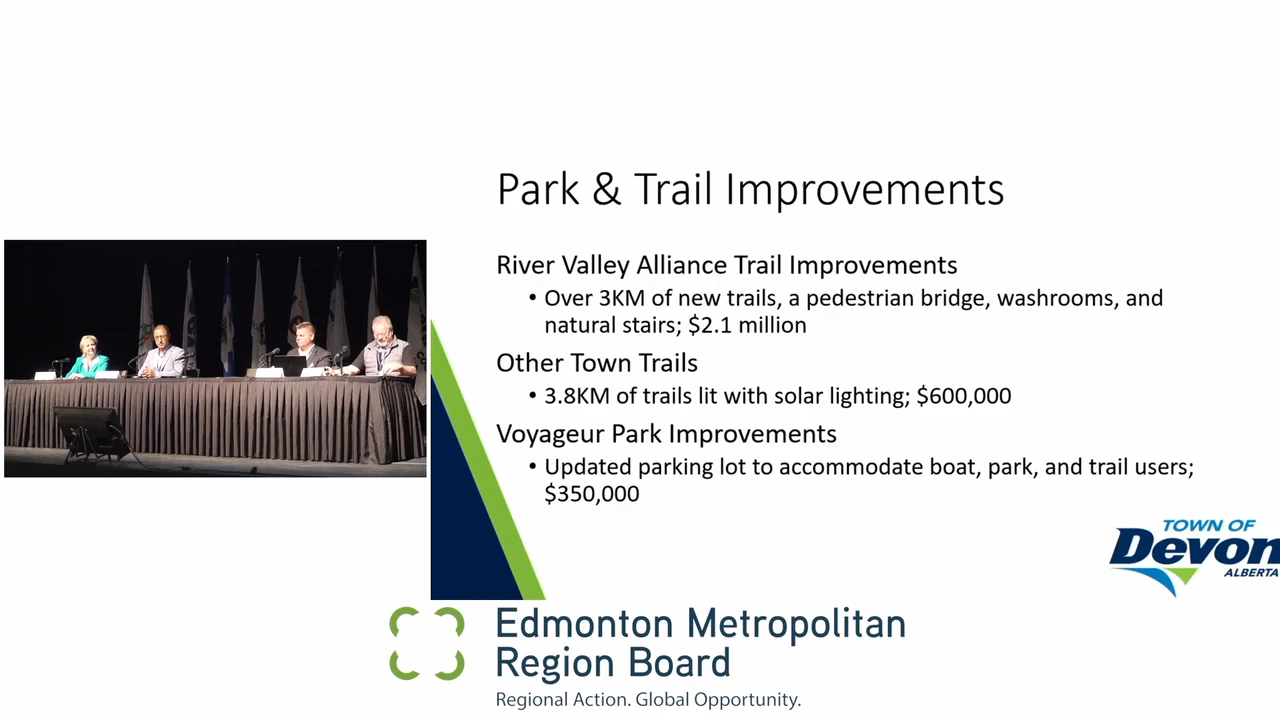 Park & Trail Improvements
River Valley Alliance Trail Improvements
• Over 3KM of new trails, a pedestrian bridge, washrooms, and
natural stairs; $2.1 million
Other Town Trails
• 3.8KM of trails lit with solar lighting; $600,000
Voyageur Park Improvements
• Updated parking lot to accommodate boat, park, and trail users;
$350,000
TOWN OF
Devon
ALBERTA
Edmonton Metropolitan
Region Board
Regional Action. Global Opportunity.